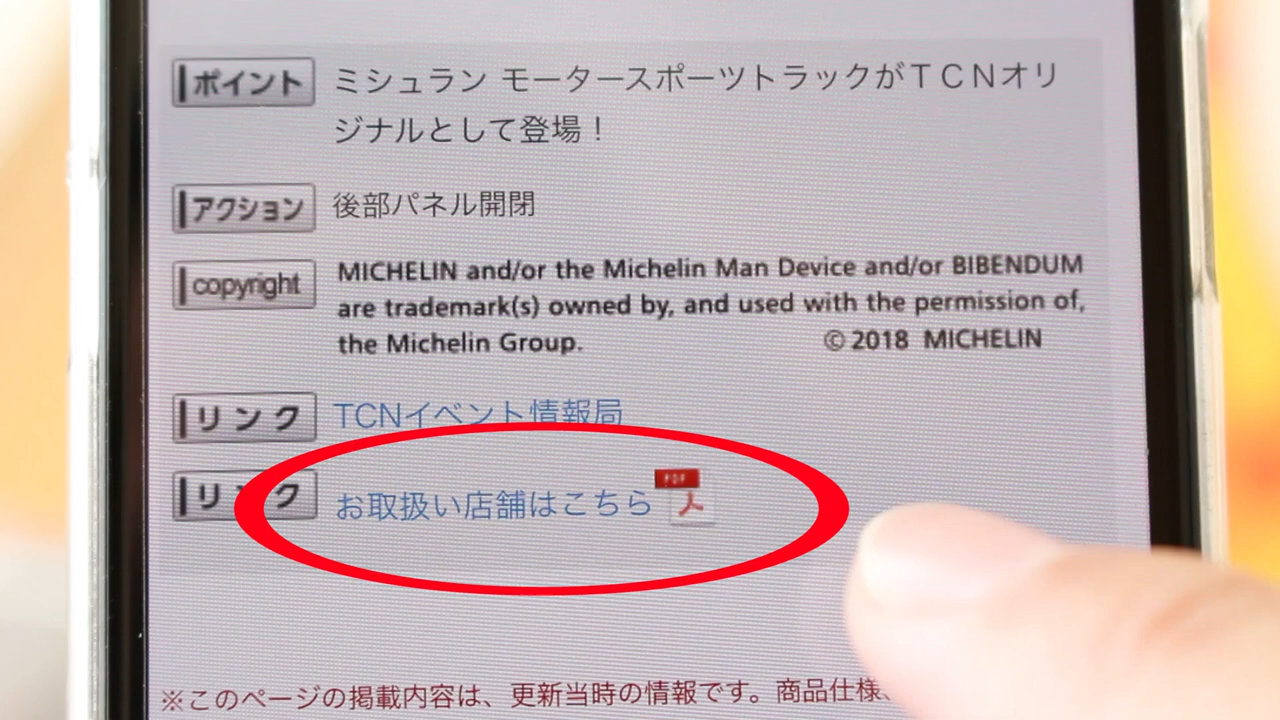 ポイント ミシュラン モータースポーツトラックがTCNオリ
ジナルとして登場!
アクション 後部パネル開閉
copyright MICHELIN and/or the Michelin Man Device and/or BIBENDUM
are trademark(s) owned by, and used with the permission of,
the Michelin Group. © 2018 MICHELIN
リンク TCNイベント情報局
リンク お取扱い店舗はこちら PDF
※このページの掲載内容は、更新当時の情報です。商品仕様、